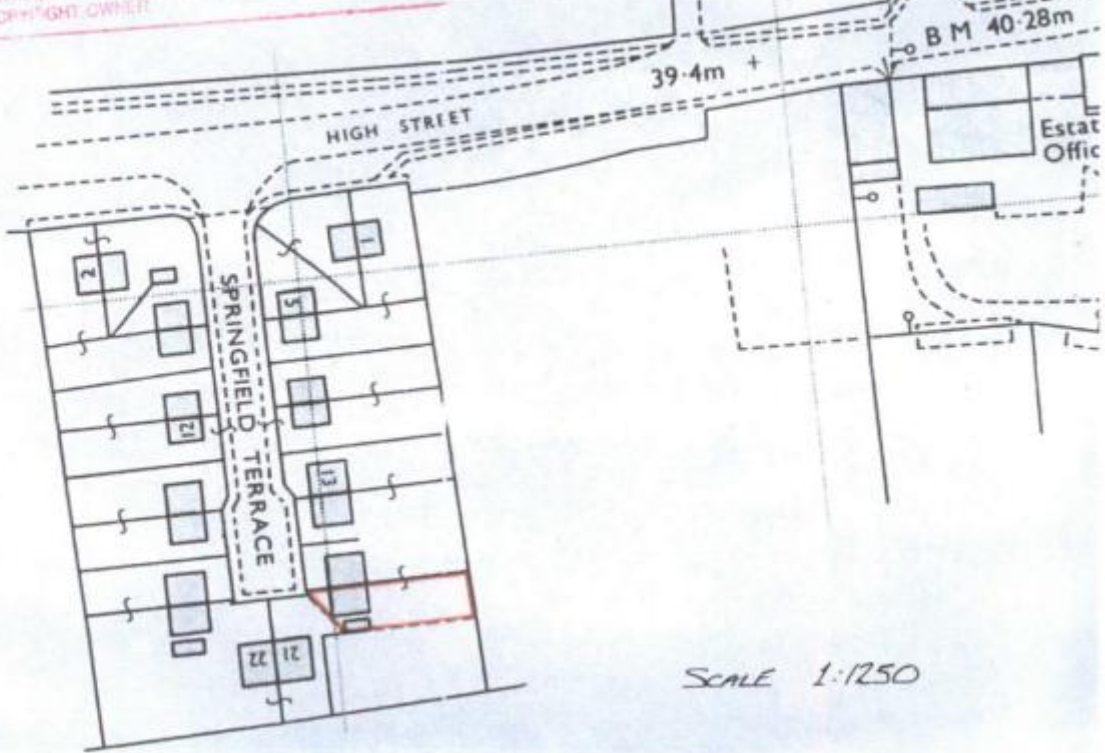 COPYRIGHT OWNER
B M 40·28m
39·4m +
HIGH STREET
Estat
Offic
1
2
5
SPRINGFIELD TERRACE
12
13
22 21
SCALE 1:1250